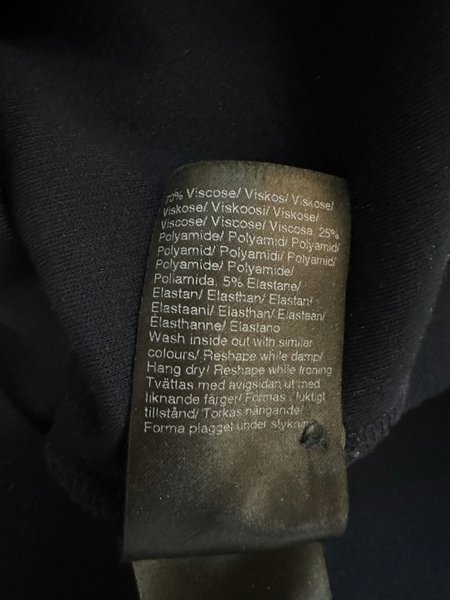 70% Viscose/ Viskos/ Viskose/
Viskose/ Viskoosi/ Viskose/
Viscose/ Viscose/ Viscosa. 25%
Polyamide/ Polyamid/ Polyamid/
Polyamid/ Polyamidi/ Polyamid/
Polyamide/ Polyamide/
Poliamida. 5% Elastane/
Elastan/ Elasthan/ Elastan/
Elastaani/ Elasthan/ Elastaan/
Élasthanne/ Elastano
Wash inside out with similar
colours/ Reshape while damp/
Hang dry/ Reshape while ironing
Tvättas med avigsidan ut med
liknande färger/ Formas i fuktigt
tillstånd/ Torkas hängande/
Forma plagget under strykning